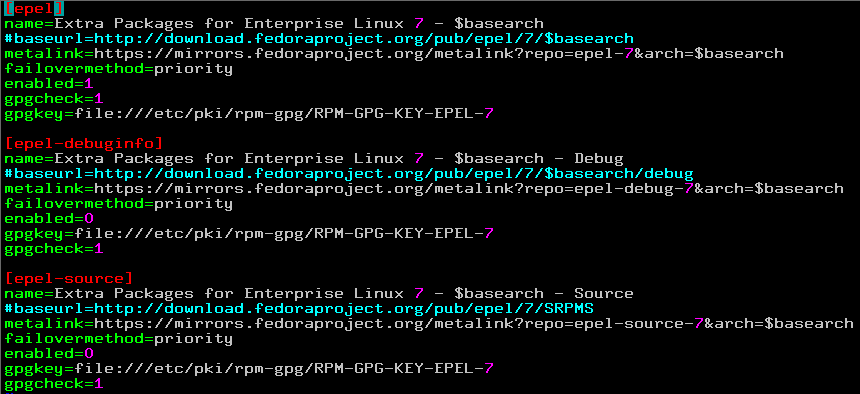 [epel]
name=Extra Packages for Enterprise Linux 7 - $basearch
#baseurl=http://download.fedoraproject.org/pub/epel/7/$basearch
metalink=https://mirrors.fedoraproject.org/metalink?repo=epel-7&arch=$basearch
failovermethod=priority
enabled=1
gpgcheck=1
gpgkey=file:///etc/pki/rpm-gpg/RPM-GPG-KEY-EPEL-7

[epel-debuginfo]
name=Extra Packages for Enterprise Linux 7 - $basearch - Debug
#baseurl=http://download.fedoraproject.org/pub/epel/7/$basearch/debug
metalink=https://mirrors.fedoraproject.org/metalink?repo=epel-debug-7&arch=$basearch
failovermethod=priority
enabled=0
gpgkey=file:///etc/pki/rpm-gpg/RPM-GPG-KEY-EPEL-7
gpgcheck=1

[epel-source]
name=Extra Packages for Enterprise Linux 7 - $basearch - Source
#baseurl=http://download.fedoraproject.org/pub/epel/7/SRPMS
metalink=https://mirrors.fedoraproject.org/metalink?repo=epel-source-7&arch=$basearch
failovermethod=priority
enabled=0
gpgkey=file:///etc/pki/rpm-gpg/RPM-GPG-KEY-EPEL-7
gpgcheck=1